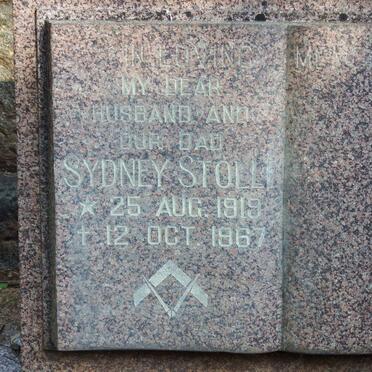 IN LOVING
MY DEAR
HUSBAND AND
OUR DAD
SYDNEY STOLL
* 25 AUG. 1919
† 12 OCT. 1967